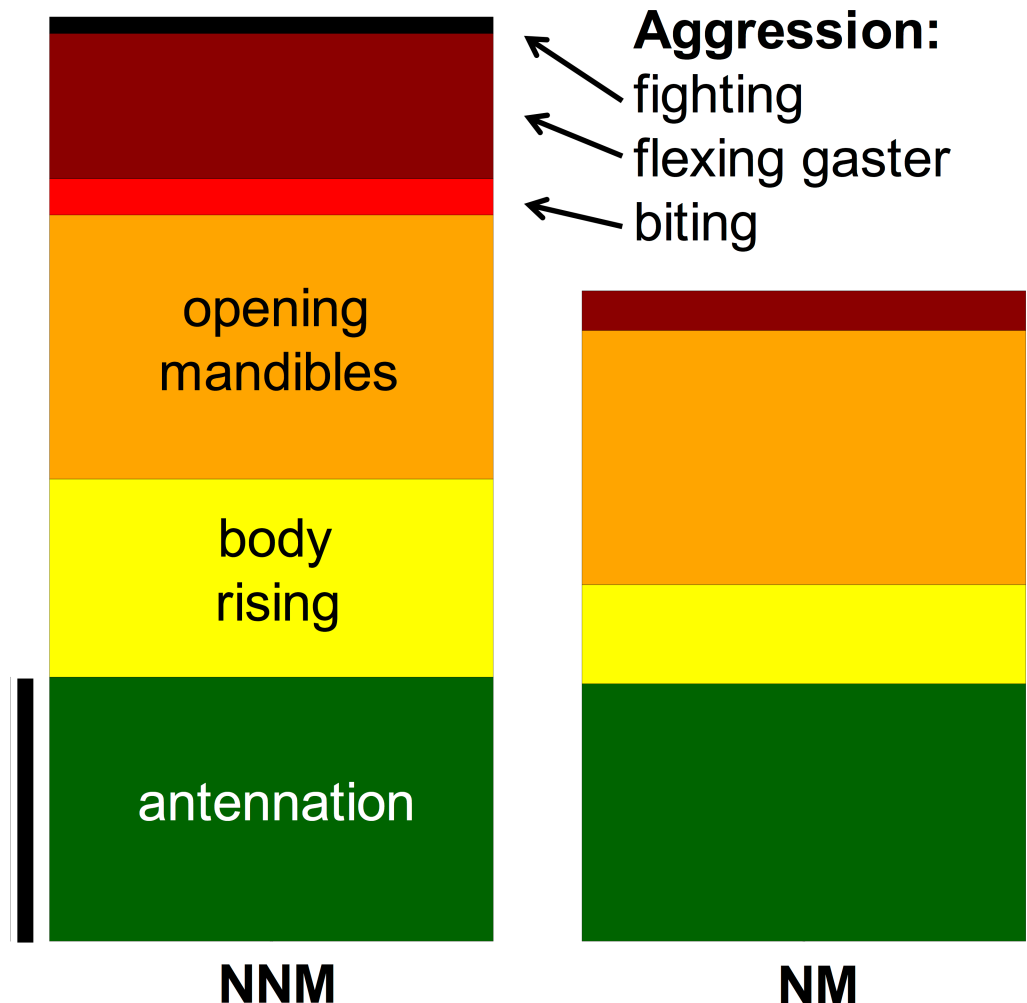 Aggression:
fighting
flexing gaster
biting
opening
mandibles
body
rising
antennation
NNM
NM